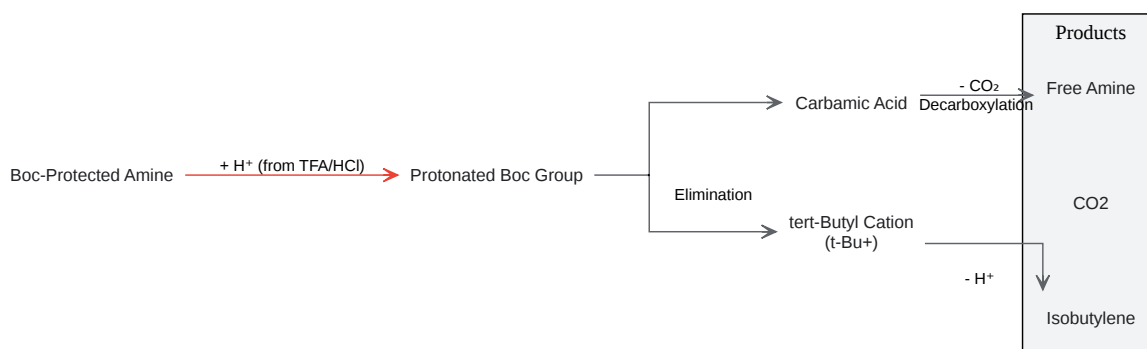 Products
Free Amine
- CO₂
Decarboxylation
Carbamic Acid
Boc-Protected Amine
+ H⁺ (from TFA/HCl)
Protonated Boc Group
Elimination
tert-Butyl Cation
(t-Bu+)
CO2
- H⁺
Isobutylene